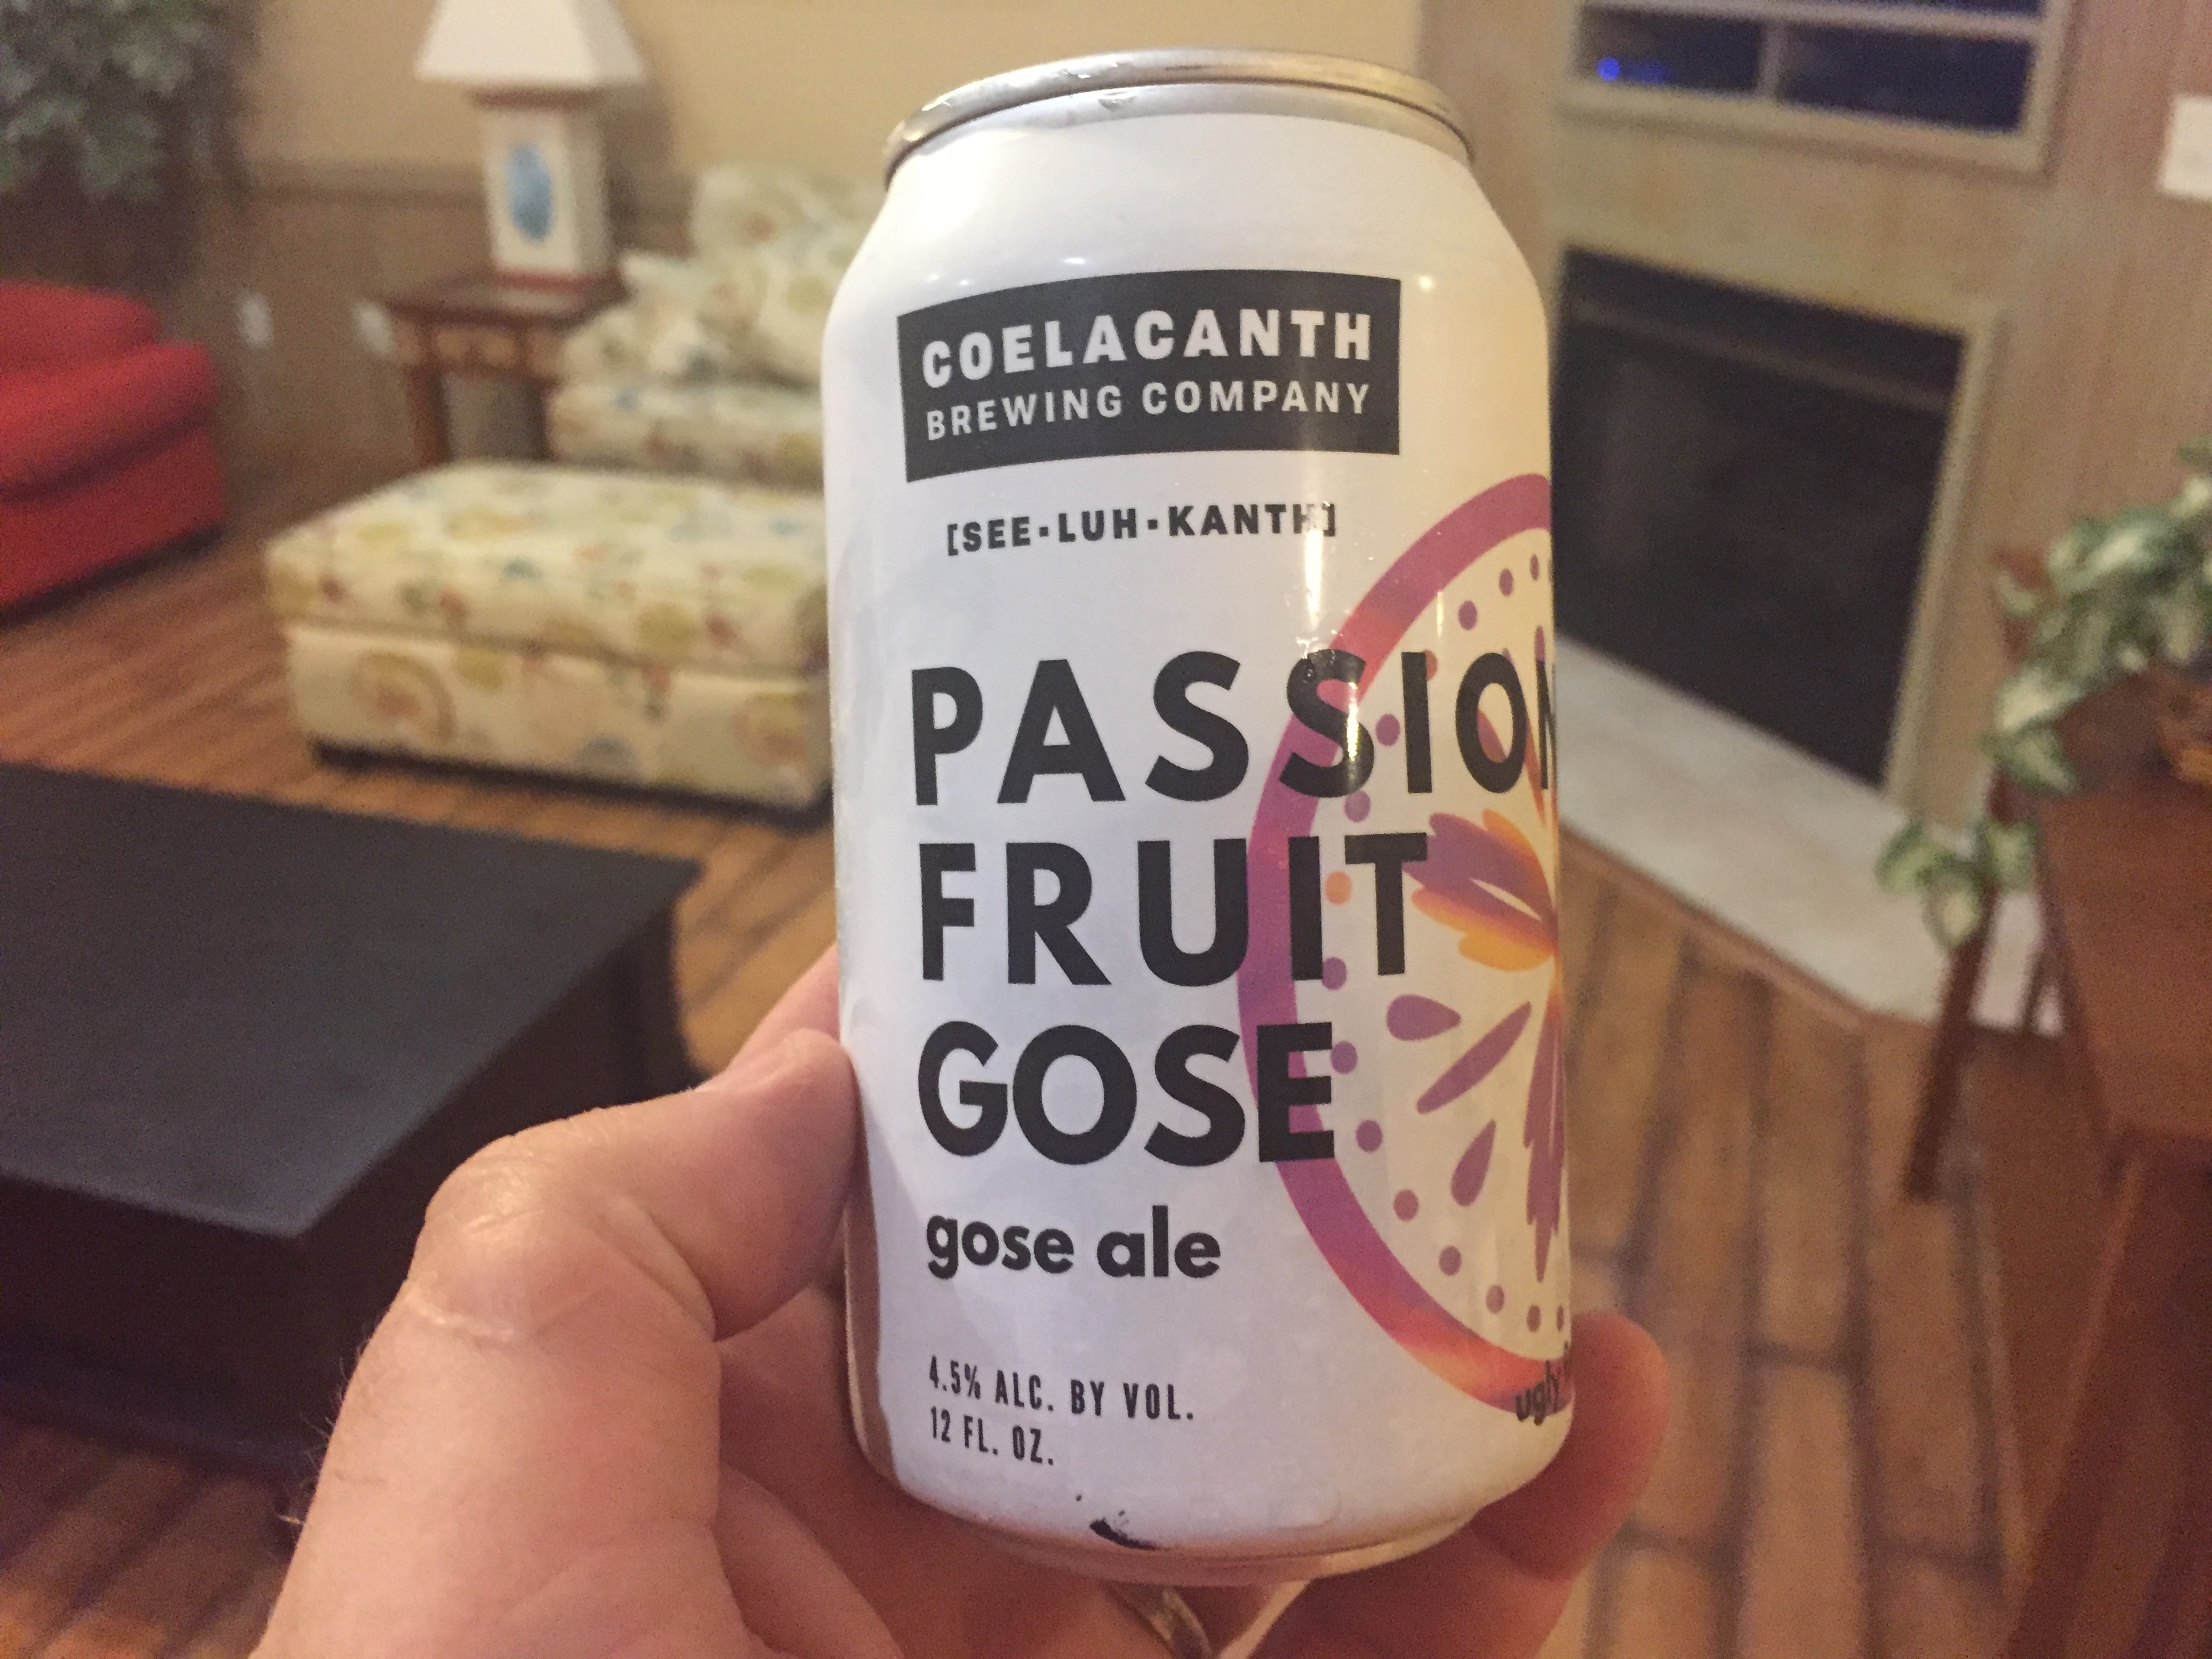 COELACANTH
BREWING COMPANY
[SEE·LUH·KANTH]
PASSION
FRUIT
GOSE
gose ale
4.5% ALC. BY VOL.
12 FL. OZ.
ugly